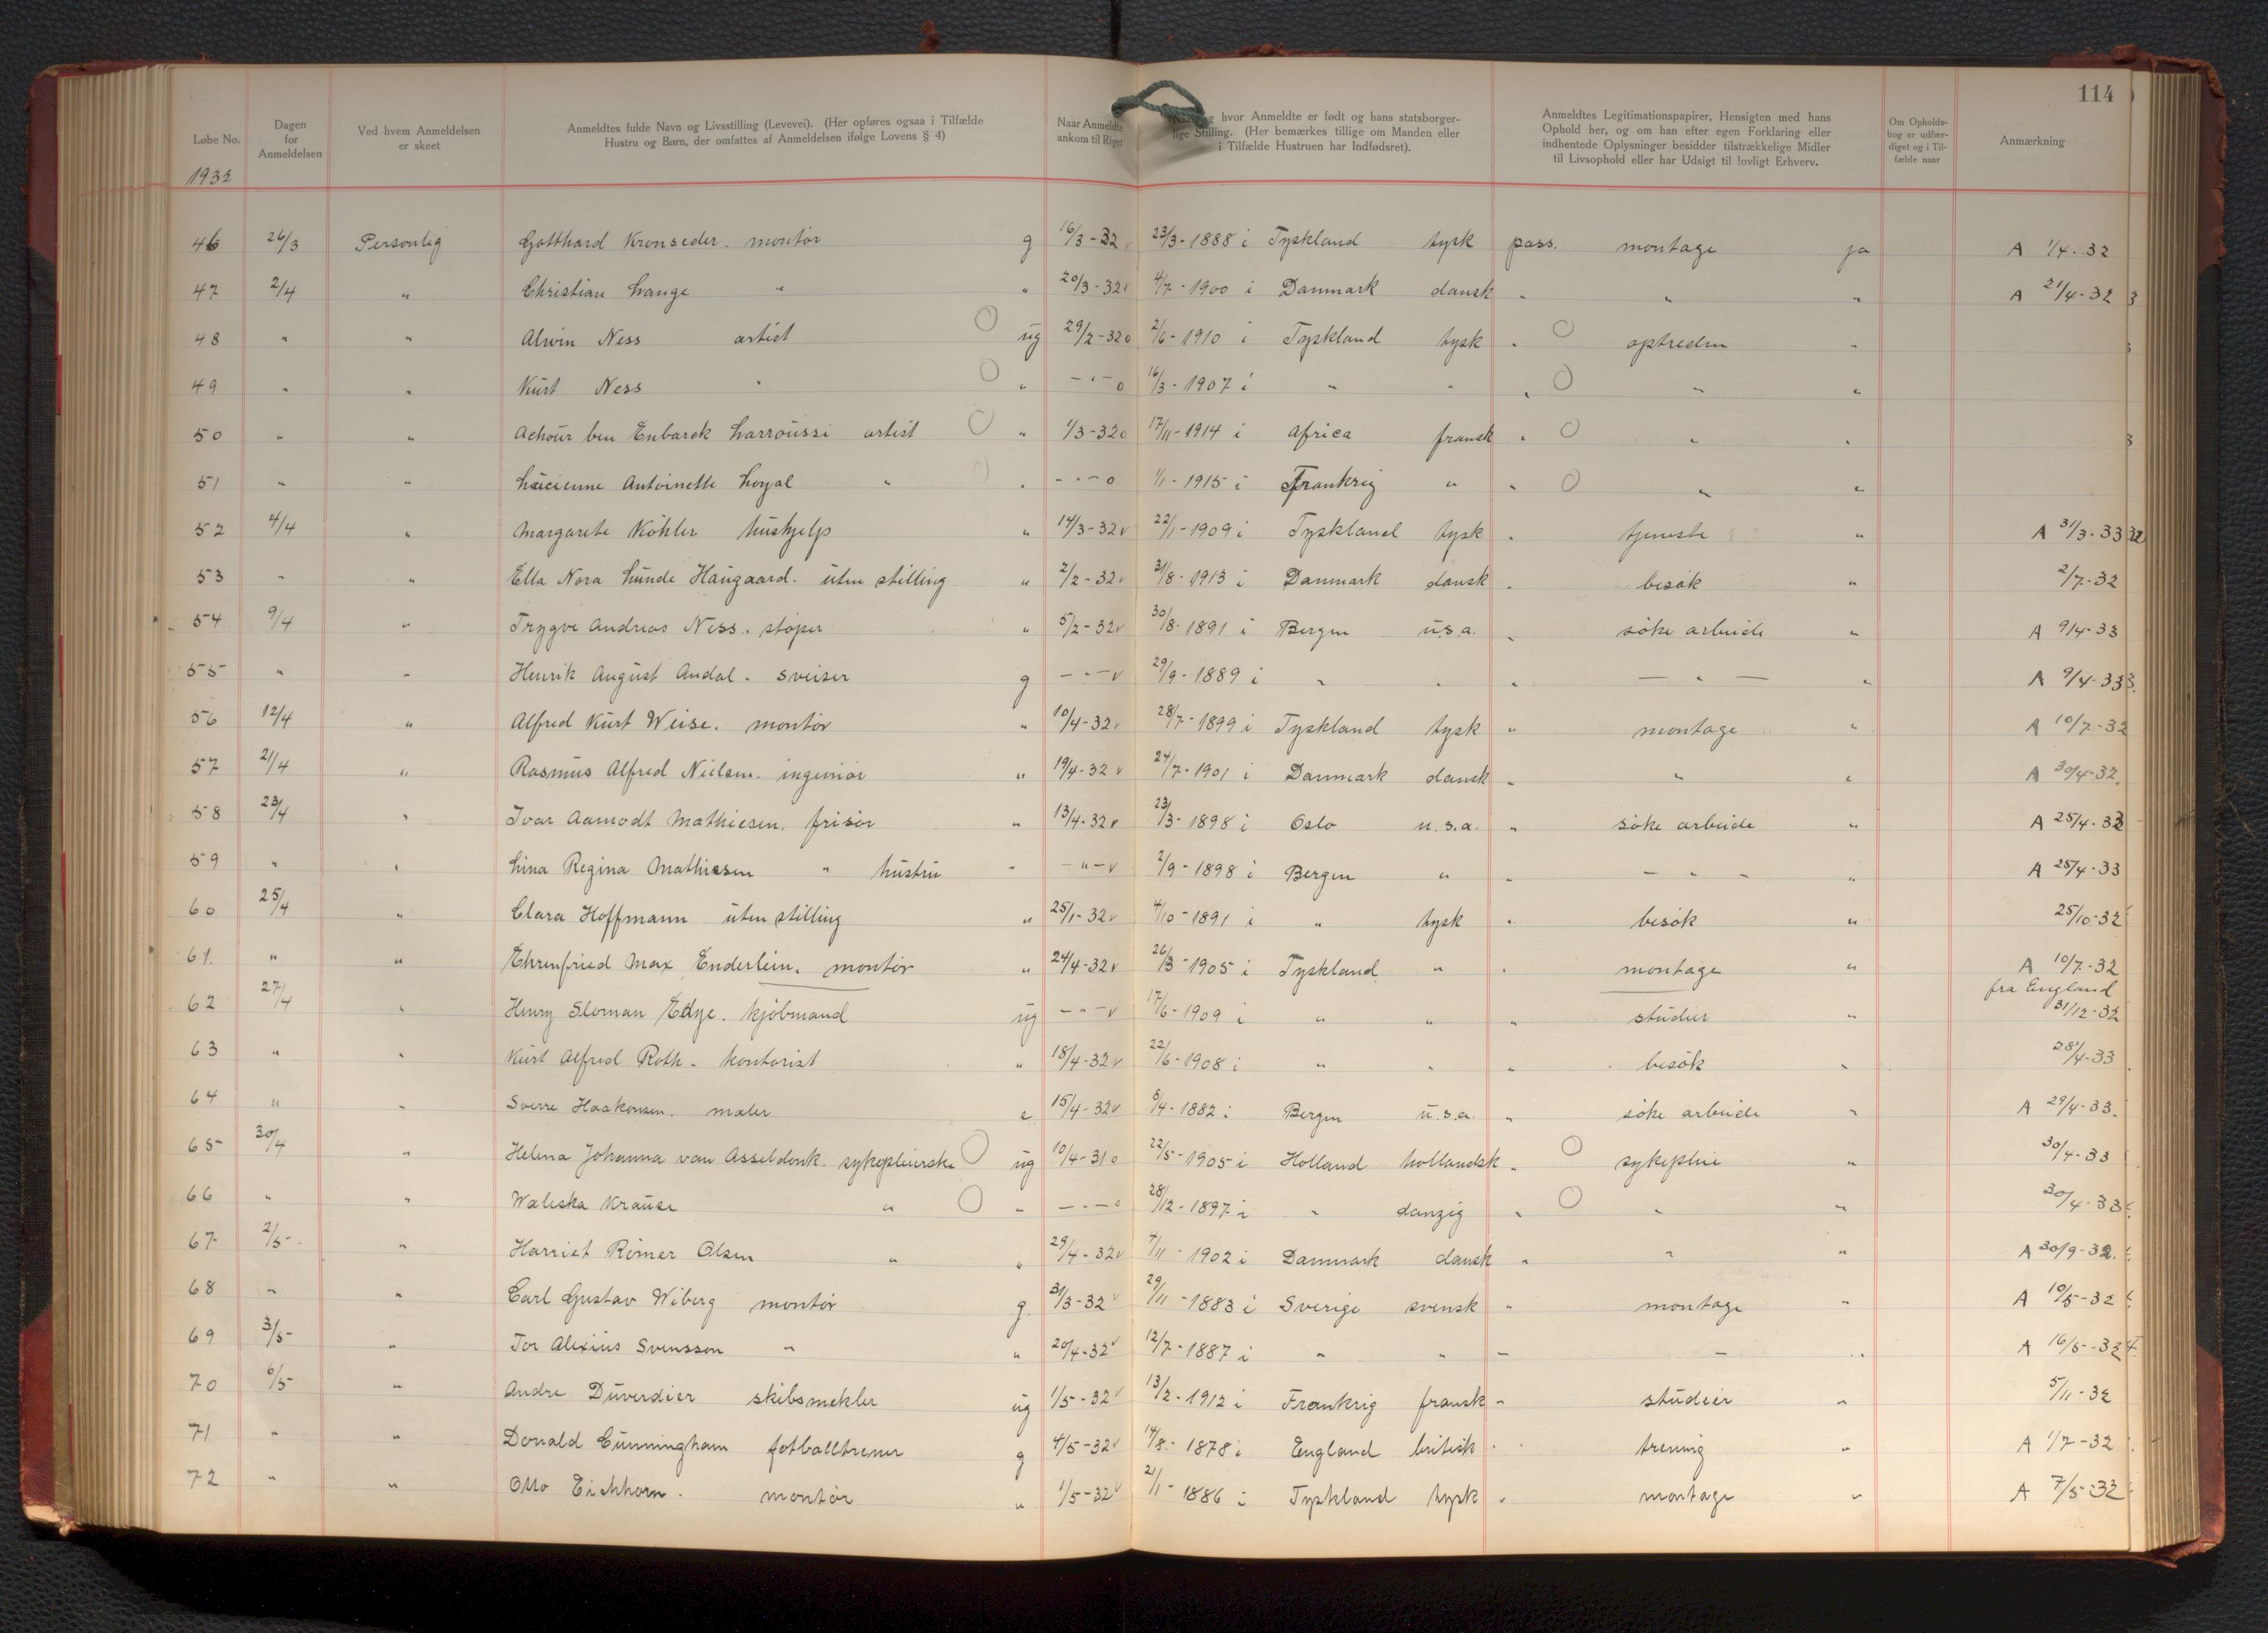 114
Løbe No.
Dagen for Anmeldelsen
Ved hvem Anmeldelsen er skeet
Anmeldtes fulde Navn og Livsstilling (Levevei). (Her opføres ogsaa i Tilfælde Hustru og Børn, der omfattes af Anmeldelsen ifølge Lovens § 4)
Naar Anmeldte ankom til Riget
hvor Anmeldte er født og hans statsborgerlige Stilling. (Her bemærkes tillige om Manden eller i Tilfælde Hustruen har Indfødsret).
Anmeldtes Legitimationspapirer, Hensigten med hans Ophold her, og om han efter egen Forklaring eller indhentede Oplysninger besidder tilstrækkelige Midler til Livsophold eller har Udsigt til lovligt Erhverv.
Om Opholdsbog er udfærdiget og i Tilfælde naar
Anmærkning
1932
46 26/3 Personlig Gotthard Kronseder. montør g 16/3-32 v 23/3-1888 i Tyskland tysk pass. montage ja A 1/4-32
47 2/4 " Christian Lange " " 20/3-32 v 4/7-1900 i Danmark dansk " " " A 21/4-32
48 " " Alwin Ness artist ug 29/2-32 o 2/6-1910 i Tyskland tysk " optreden "
49 " " Kurt Ness " " -"- o 16/3-1907 i " " " " "
50 " " Achour ben Enbarek Larroussi artist " 1/3-32 o 17/11-1914 i Africa fransk " " "
51 " " Lucienne Antoinette Loyal " " -"- o 1/1-1915 i Frankrig " " " "
52 4/4 " Margarete Köhler hushjelp " 14/3-32 v 22/1-1909 i Tyskland tysk " tjeneste " A 31/3-33
53 " " Ella Nora Lunde Haugaard. uten stilling " 2/2-32 v 31/8-1913 i Danmark dansk " besøk " 2/7-32
54 9/4 " Trygve Andreas Ness. støper " 5/2-32 v 30/8-1891 i Bergen u.s.a. " søke arbeide " A 9/4-33
55 " " Henrik August Andal. sveiser g -"- v 29/9-1889 i " " " -"- " A 9/4-33
56 12/4 " Alfred Kurt Weise. montør " 10/4-32 v 28/7-1899 i Tyskland tysk " montage " A 10/7-32
57 21/4 " Rasmus Alfred Nielsen. ingeniør " 19/4-32 v 24/7-1901 i Danmark dansk " " " A 30/4-32.
58 23/4 " Ivar Aamodt Mathiesen. frisør " 13/4-32 v 23/3-1898 i Oslo u.s.a. " søke arbeide " A 25/4-33
59 " " Lina Regina Mathiesen " hustru " -"- v 2/9-1898 i Bergen " " -"- " A 25/4-33
60 25/4 " Clara Hoffmann uten stilling " 25/1-32 v 4/10-1891 i " tysk " besøk " 25/10-32
61. " " Ehrenfried Max Enderlein. montør " 24/4-32 v 26/3-1905 i Tyskland " " montage " A 10/7-32
62 27/4 " Henry Sloman Edye. kjøbmand ug -"- v 17/6-1909 i " " " studier " fra England 31/12-32
63 " " Kurt Alfred Roth. kontorist " 18/4-32 v 22/6-1908 i " " " besøk " 28/4-33
64 " " Sverre Haakonsen. maler e 15/4-32 v 8/4-1882 i Bergen u.s.a. " søke arbeide " A 29/4-33.
65 30/4 " Helena Johanna van Asseldonk. sykepleierske ug 10/4-31 o 22/5-1905 i Holland hollandsk " sykepleie " 30/4-33
66 " " Waleska Krause " " -"- o 28/12-1897 i " danzig " " " 30/4-33
67 2/5 " Harriet Rømer Olsen " " 29/4-32 v 4/11-1902 i Danmark dansk " " " A 30/9-32.
68 " " Carl Gustav Wiberg montør g. 31/3-32 v 29/11-1883 i Sverige svensk " montage " A 10/5-32
69 3/5 " Tor Alexius Svensson " " 20/4-32 v 12/7-1887 i " " " " " A 16/5-32
70 6/5 " Andre Duverdier skibsmekler ug 1/5-32 v 13/2-1912 i Frankrig fransk " studier " 5/11-32
71 " " Donald Cunningham fotballtrener g 4/5-32 v 14/8-1878 i England britisk " trening " A 1/7-32
72 " " Otto Eichhorn. montør " 1/5-32 v 21/1-1886 i Tyskland tysk " montage " A 7/5-32